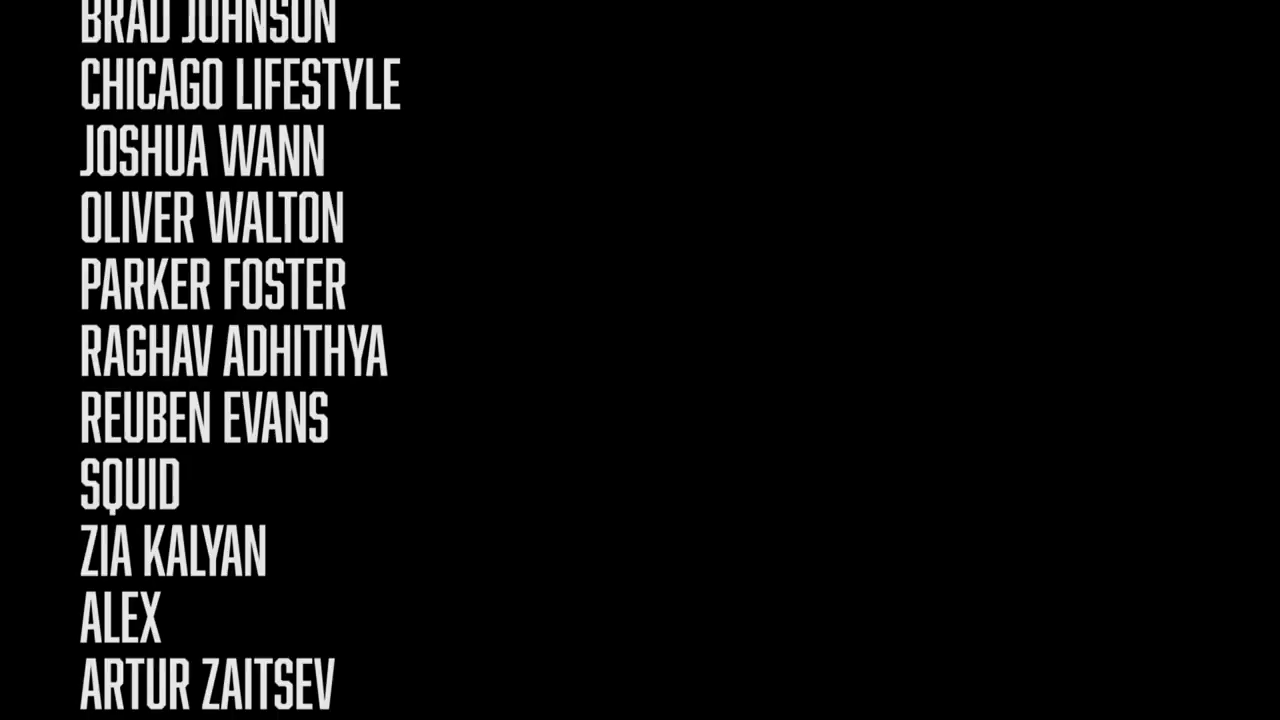 BRAD JOHNSON
CHICAGO LIFESTYLE
JOSHUA WANN
OLIVER WALTON
PARKER FOSTER
RAGHAV ADHITHYA
REUBEN EVANS
SQUID
ZIA KALYAN
ALEX
ARTUR ZAITSEV